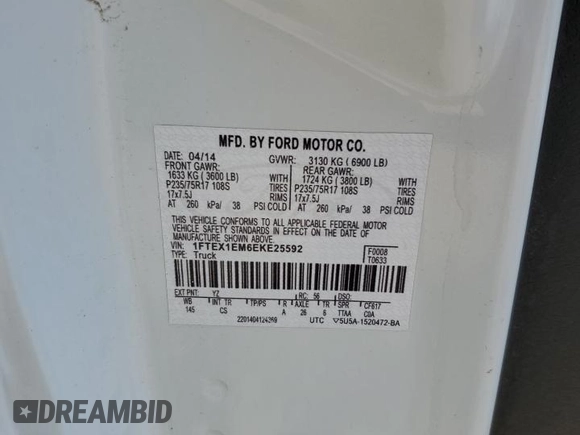 MFD. BY FORD MOTOR CO.
DATE: 04/14 GVWR: 3130 KG ( 6900 LB)
FRONT GAWR: REAR GAWR:
1633 KG (3600 LB) WITH 1724 KG ( 3800 LB) WITH
P235/75R17 108S TIRES P235/75R17 108S TIRES
17x7.5J RIMS 17x7.5J RIMS
AT 260 kPa/ 38 PSI COLD AT 260 kPa/ 38 PSI COLD
THIS VEHICLE CONFORMS TO ALL APPLICABLE FEDERAL MOTOR
VEHICLE SAFETY AND THEFT PREVENTION STANDARDS IN EFFECT
ON THE DATE OF MANUFACTURE SHOWN ABOVE.
VIN: 1FTEX1EM6EKE25592 F0008
TYPE: Truck T0633
EXT PNT: YZ RC: 56 DSO:
WB INT TR TP/PS R AXLE TR SPR CF617
145 CS A 26 6 TTAA C0A
UTC ▽5U5A-1520472-BA
DREAMBID